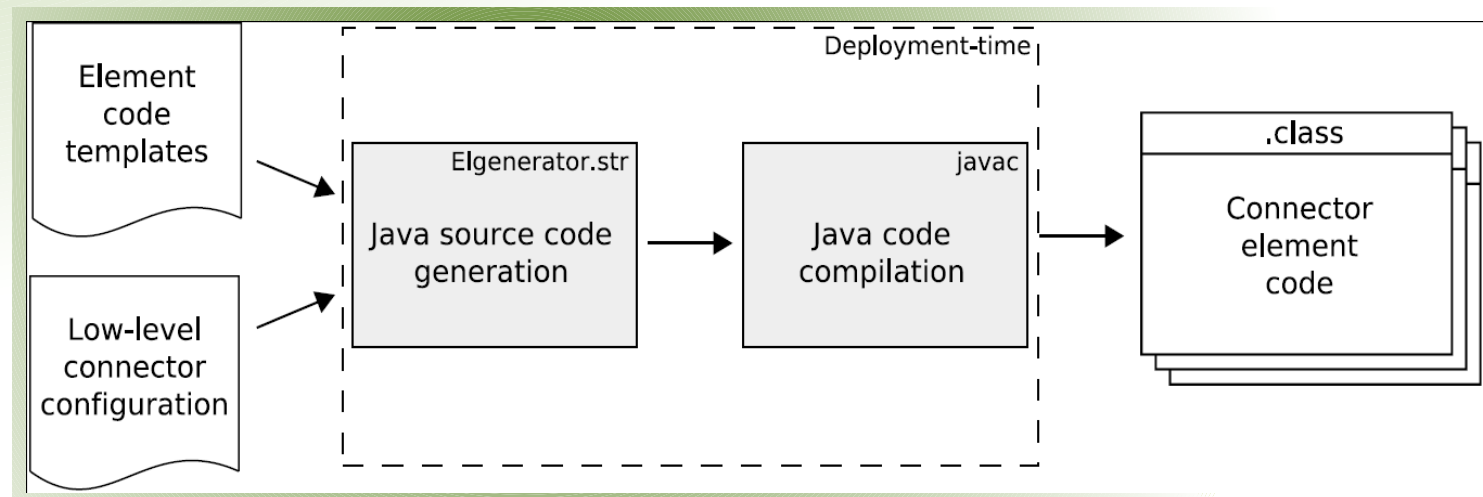 Element
code
templates
Low-level
connector
configuration
Deployment-time
Elgenerator.str
Java source code
generation
javac
Java code
compilation
.class
Connector
element
code